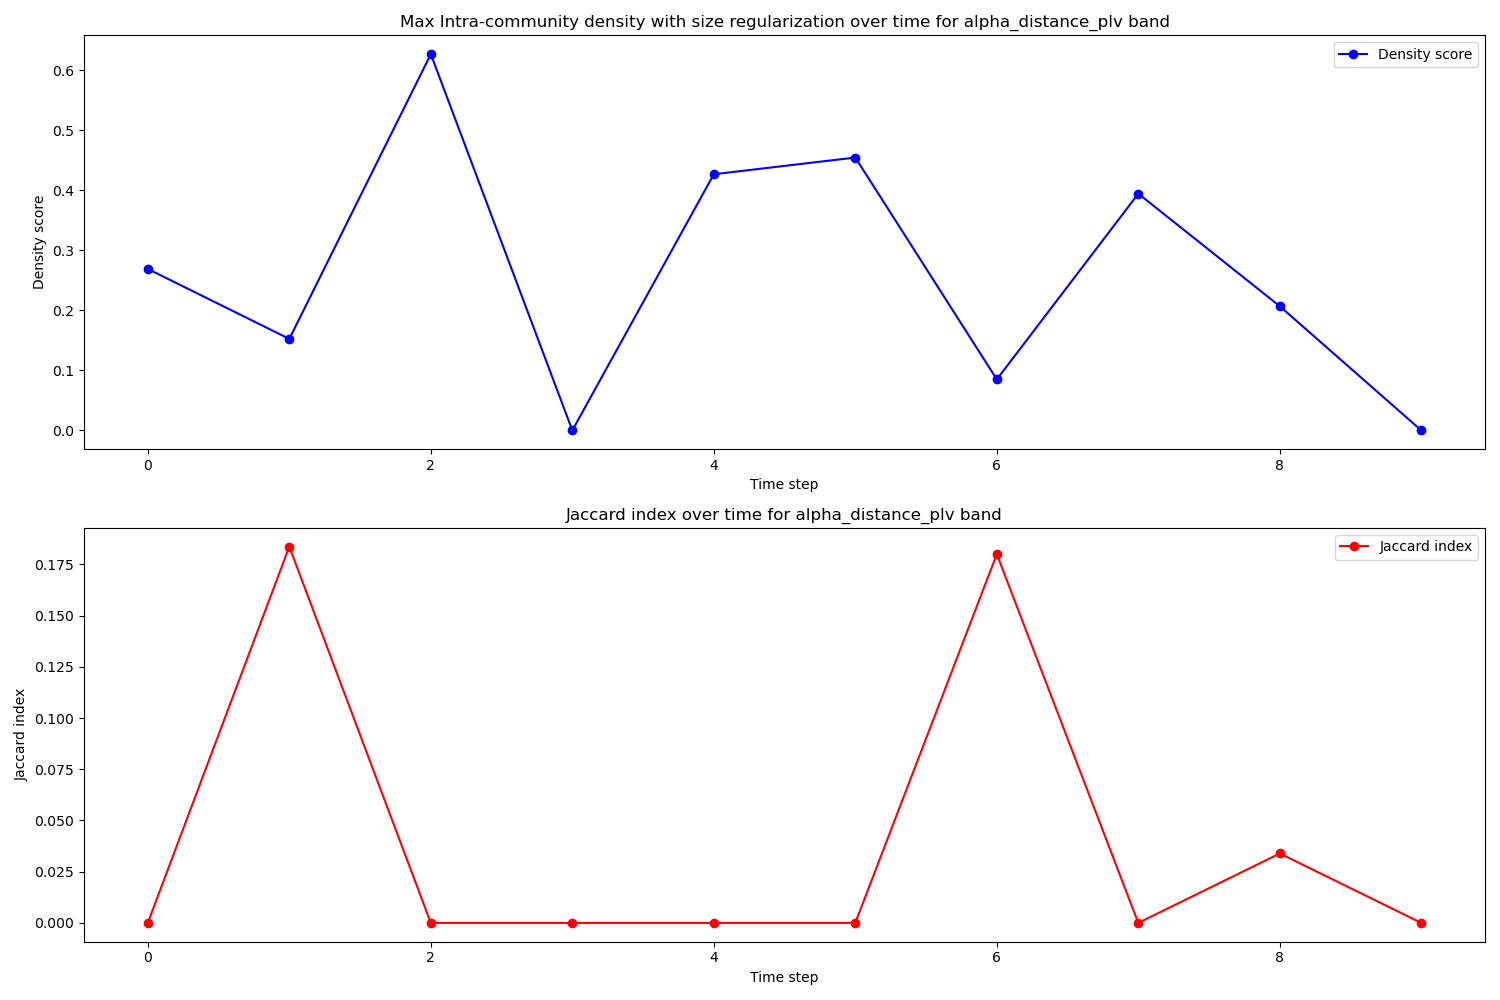 Max Intra-community density with size regularization over time for alpha_distance_plv band
Density score
0.6
0.5
0.4
0.3
0.2
0.1
0.0
Density score
0 2 4 6 8
Time step
Jaccard index over time for alpha_distance_plv band
Jaccard index
0.175
0.150
0.125
0.100
0.075
0.050
0.025
0.000
Jaccard index
0 2 4 6 8
Time step